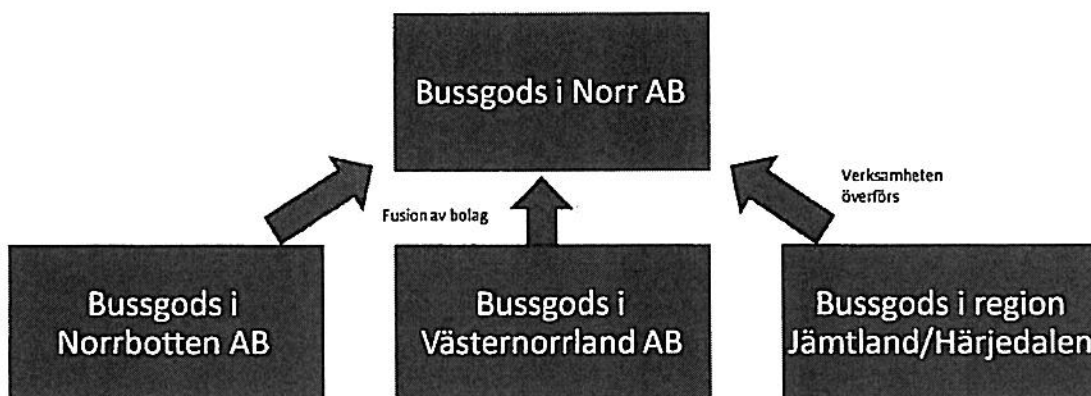 Bussgods i Norr AB
Verksamheten
överförs
Fusion av bolag
Bussgods i
Norrbotten AB
Bussgods i
Västernorrland AB
Bussgods i region
Jämtland/Härjedalen